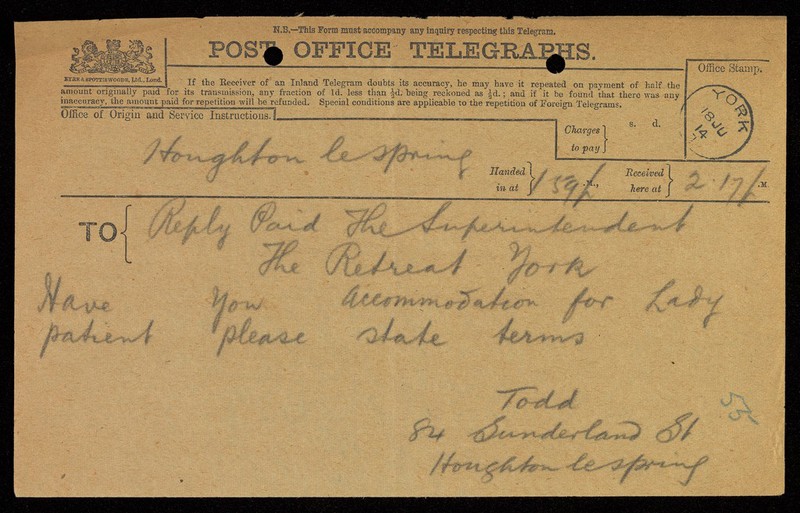 N.B.—This Form must accompany any inquiry respecting this Telegram.
POST OFFICE TELEGRAPHS.
EYRE & SPOTTISWOODE, Ltd., Lond.
If the Receiver of an Inland Telegram doubts its accuracy, he may have it repeated on payment of half the
amount originally paid for its transmission, any fraction of 1d. less than ½d. being reckoned as ½d.; and if it be found that there was any
inaccuracy, the amount paid for repetition will be refunded. Special conditions are applicable to the repetition of Foreign Telegrams.
Office Stamp.
YORK
18 JU
14
Office of Origin and Service Instructions.
Charges
to pay
s. d.
Houghton le spring
Handed
in at
1 59 M.,
Received
here at
2.17 M.
TO
Reply Paid The Superintendent
The Retreat York
Have You accommodation for Lady
patient please state terms
Todd
84 Sunderland St
Houghton le spring
55